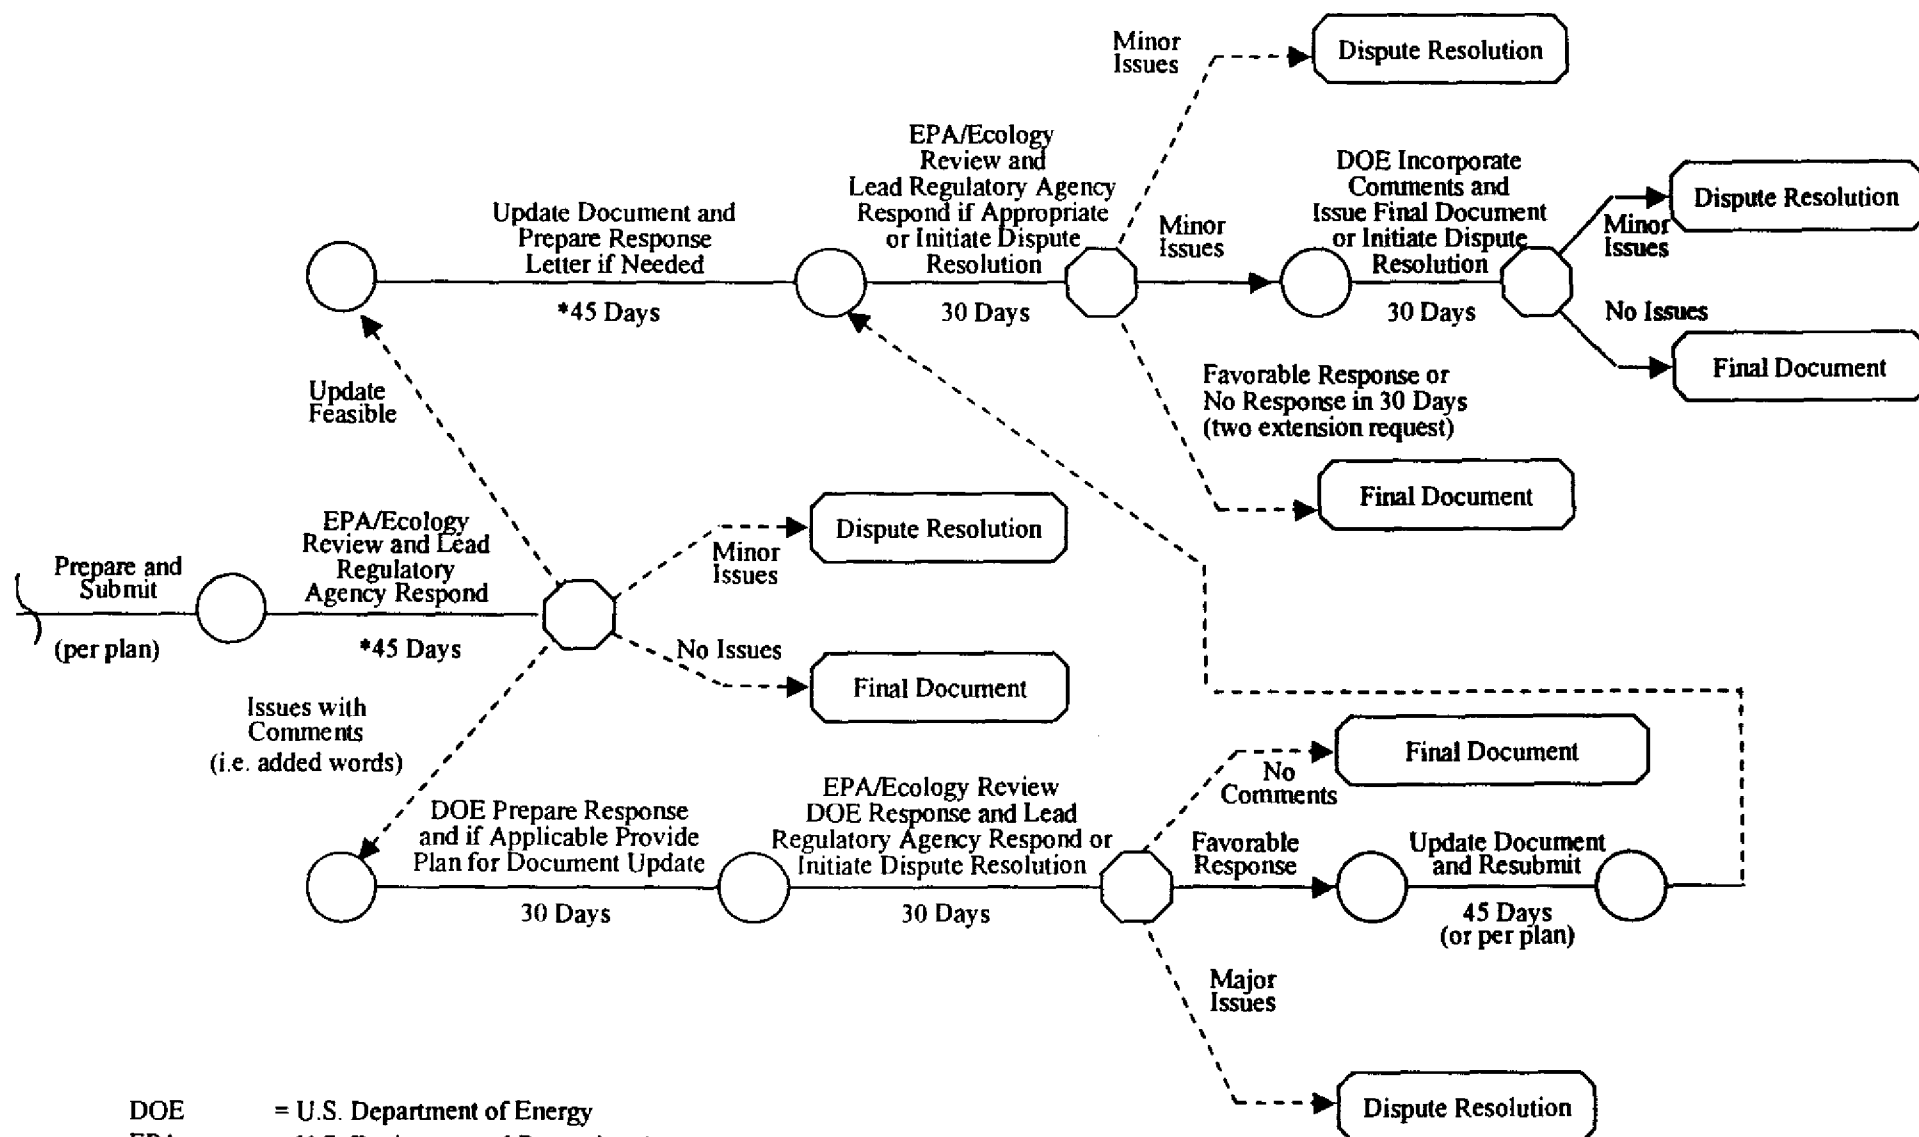 Minor
Issues
Dispute Resolution
EPA/Ecology
Review and
Lead Regulatory Agency
Respond if Appropriate
or Initiate Dispute
Resolution
30 Days
DOE Incorporate
Comments and
Issue Final Document
or Initiate Dispute
Resolution
30 Days
Dispute Resolution
Minor
Issues
Update Document and
Prepare Response
Letter if Needed
*45 Days
Minor
Issues
No Issues
Final Document
Update
Feasible
Favorable Response or
No Response in 30 Days
(two extension request)
Final Document
Prepare and
Submit
(per plan)
EPA/Ecology
Review and Lead
Regulatory
Agency Respond
*45 Days
Minor
Issues
Dispute Resolution
No Issues
Final Document
Issues with
Comments
(i.e. added words)
DOE Prepare Response
and if Applicable Provide
Plan for Document Update
30 Days
EPA/Ecology Review
DOE Response and Lead
Regulatory Agency Respond or
Initiate Dispute Resolution
30 Days
No
Comments
Final Document
Favorable
Response
Update Document
and Resubmit
45 Days
(or per plan)
Major
Issues
Dispute Resolution
DOE = U.S. Department of Energy